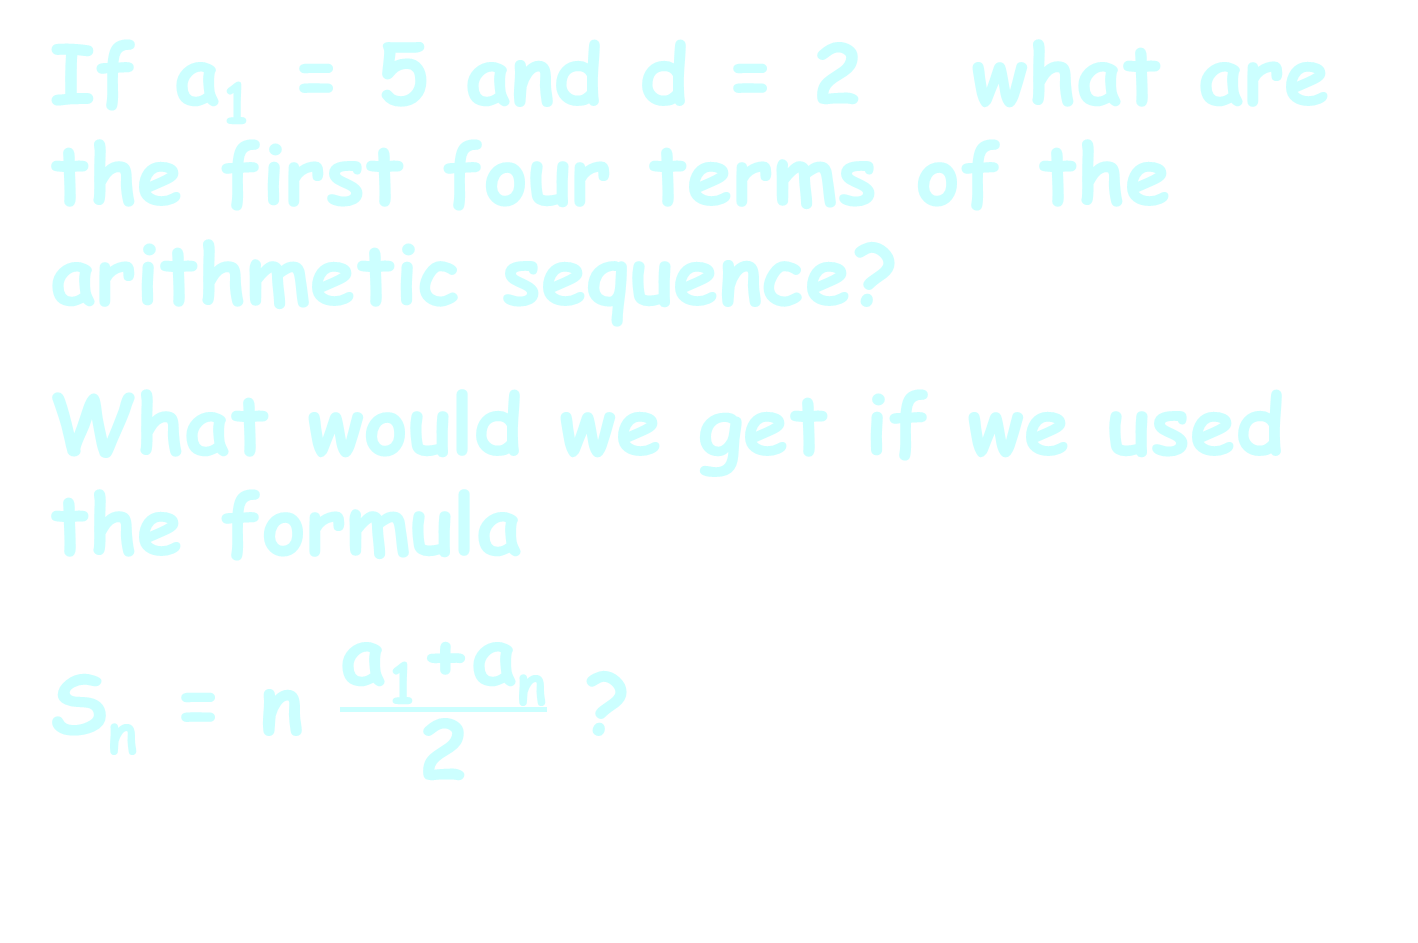 If a₁ = 5 and d = 2 what are
the first four terms of the
arithmetic sequence?
What would we get if we used
the formula
Sₙ = n (a₁+aₙ)/2 ?